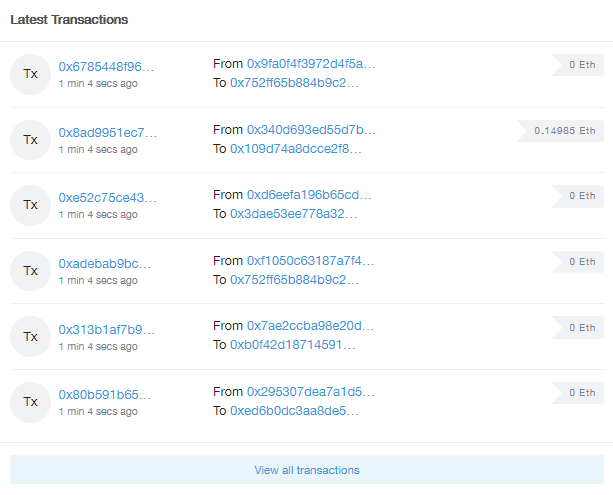 Latest Transactions
Tx
0x6785448f96...
1 min 4 secs ago
From 0x9fa0f4f3972d4f5a...
To 0x752ff65b884b9c2...
0 Eth
Tx
0x8ad9951ec7...
1 min 4 secs ago
From 0x340d693ed55d7b...
To 0x109d74a8dcce2f8...
0.14985 Eth
Tx
0xe52c75ce43...
1 min 4 secs ago
From 0xd6eefa196b65cd...
To 0x3dae53ee778a32...
0 Eth
Tx
0xadebab9bc...
1 min 4 secs ago
From 0xf1050c63187a7f4...
To 0x752ff65b884b9c2...
0 Eth
Tx
0x313b1af7b9...
1 min 4 secs ago
From 0x7ae2ccba98e20d...
To 0xb0f42d18714591...
0 Eth
Tx
0x80b591b65...
1 min 4 secs ago
From 0x295307dea7a1d5...
To 0xed6b0dc3aa8de5...
0 Eth
View all transactions